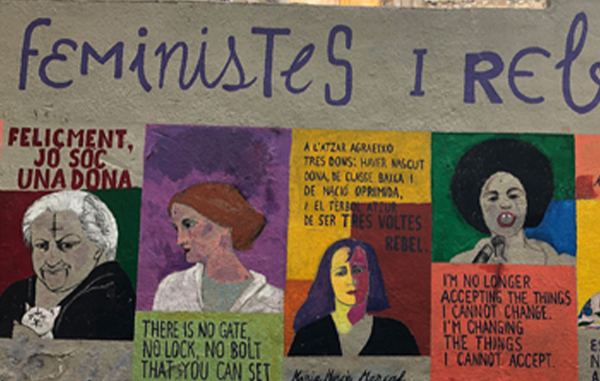 FEMINISTES I REB
FELIÇMENT,
JO SÓC
UNA DONA
THERE IS NO GATE,
NO LOCK, NO BOLT
THAT YOU CAN SET
A L'ATZAR AGRAEIXO
TRES DONS: HAVER NASCUT
DONA, DE CLASSE BAIXA I
DE NACIÓ OPRIMIDA,
I EL TÈRBOL ATZUR
DE SER TRES VOLTES
REBEL.
Maria Mercè Marçal
I'M NO LONGER
ACCEPTING THE THINGS
I CANNOT CHANGE.
I'M CHANGING
THE THINGS
I CANNOT ACCEPT.